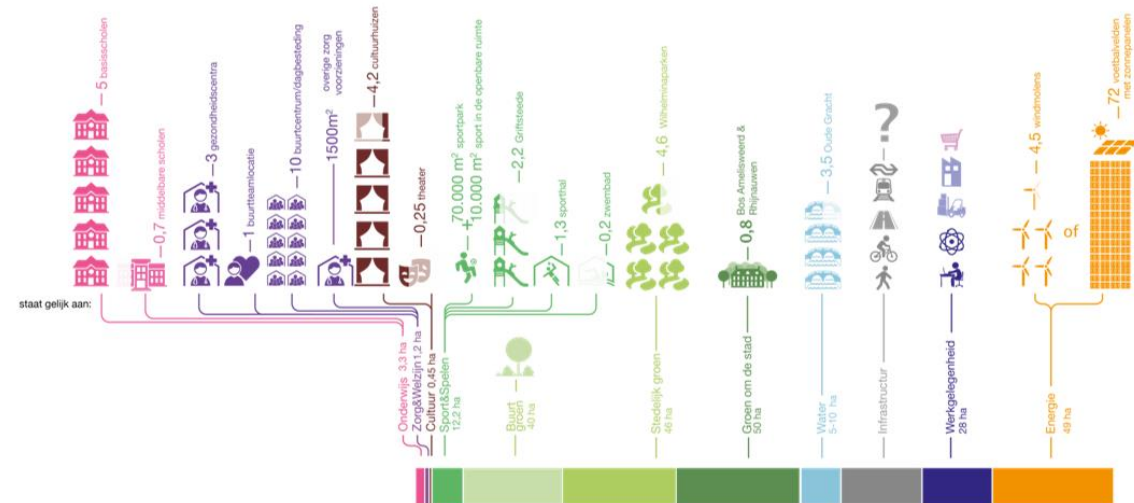 5 basisscholen
0,7 middelbare scholen
3 gezondheidscentra
1 buurtteamlocatie
10 buurtcentrum/dagbesteding
1500m² overige zorg
voorzieningen
4,2 cultuurhuizen
0,25 theater
70.000 m² sportpark
+
10.000 m² sport in de openbare ruimte
2,2 Griftsteede
1,3 sporthal
0,2 zwembad
4,6 Wilhelminaparken
0,8 Bos Amelisweerd &
Rhijnauwen
3,5 Oude Gracht
?
4,5 windmolens
of
72 voetbalvelden
met zonnepanelen
staat gelijk aan:
Onderwijs 3,3 ha
Zorg&Welzijn 1,2 ha
Cultuur 0,45 ha
Sport&Spelen
12,2 ha
Buurt
groen
40 ha
Stedelijk groen
46 ha
Groen om de stad
50 ha
Water
5-10 ha
Infrastructuur
Werkgelegenheid
28 ha
Energie
49 ha